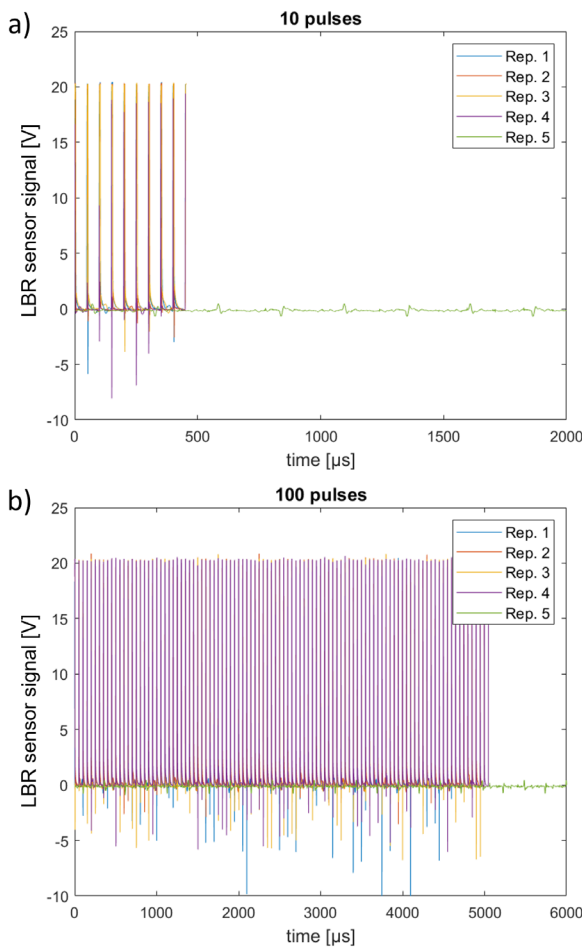 a)
10 pulses
25
20
15
10
5
0
-5
-10
LBR sensor signal [V]
Rep. 1
Rep. 2
Rep. 3
Rep. 4
Rep. 5
0
500
1000
1500
2000
time [µs]
b)
100 pulses
25
20
15
10
5
0
-5
-10
LBR sensor signal [V]
Rep. 1
Rep. 2
Rep. 3
Rep. 4
Rep. 5
0
1000
2000
3000
4000
5000
6000
time [µs]